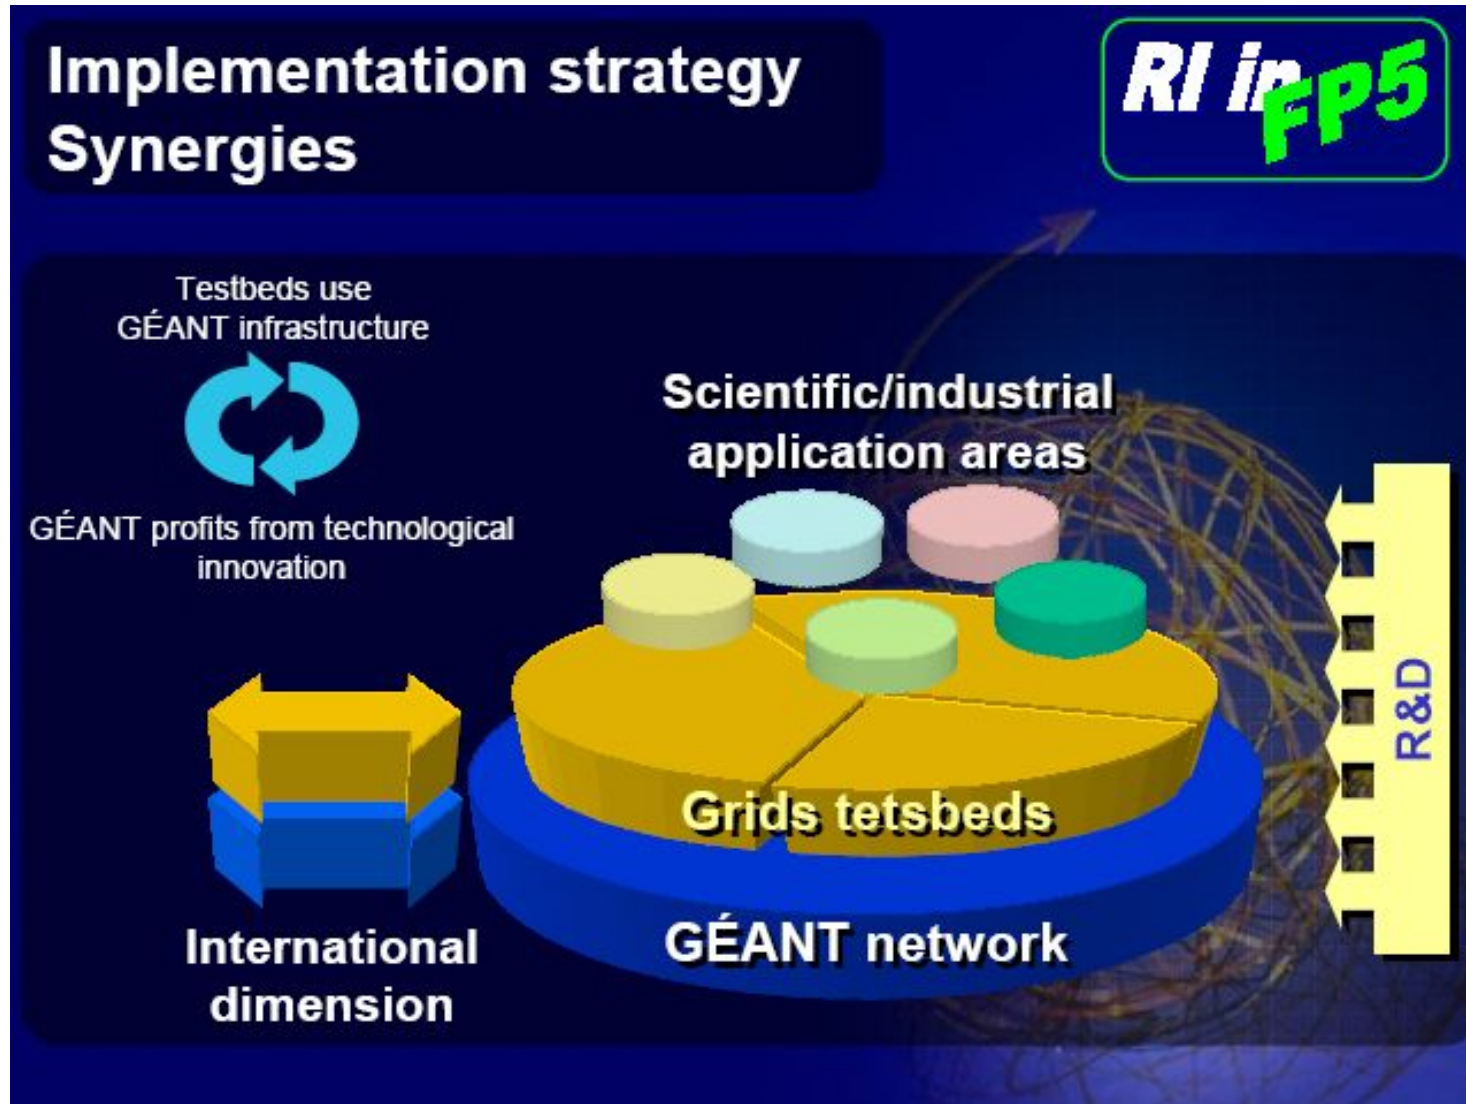 Implementation strategy
Synergies
RI in FP5
Testbeds use
GÉANT infrastructure
GÉANT profits from technological
innovation
Scientific/industrial
application areas
R&D
Grids tetsbeds
GÉANT network
International
dimension